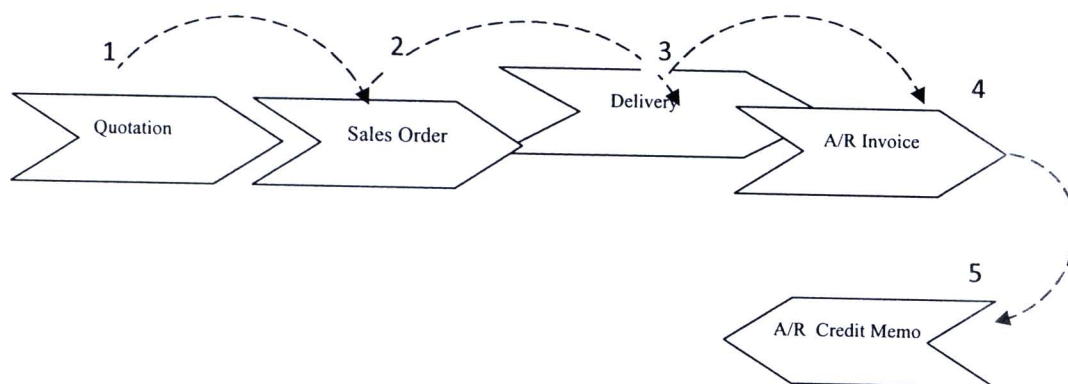 1
2
3
4
Quotation
Sales Order
Delivery
A/R Invoice
5
A/R Credit Memo